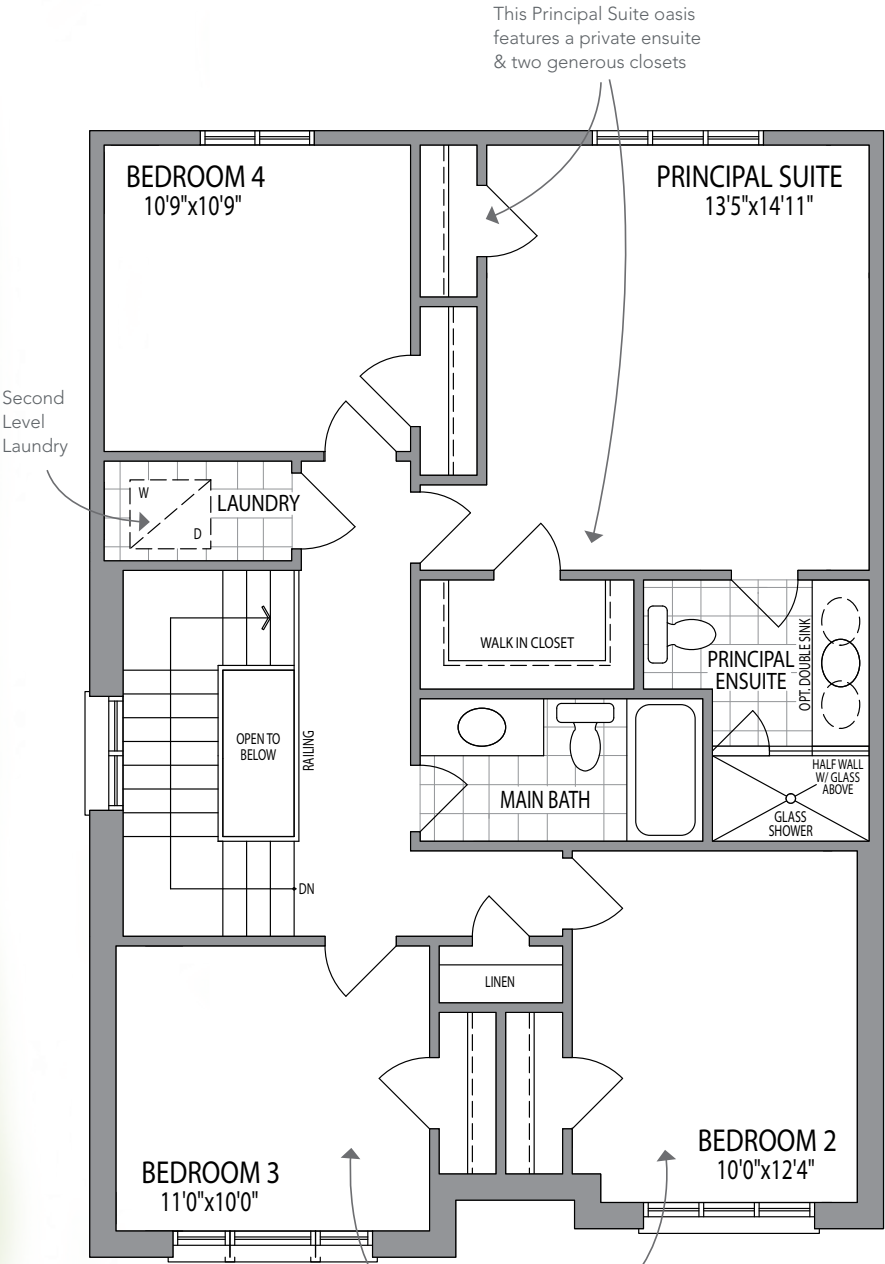 This Principal Suite oasis
features a private ensuite
& two generous closets
BEDROOM 4
10'9"x10'9"
PRINCIPAL SUITE
13'5"x14'11"
Second
Level
Laundry
W
D
LAUNDRY
WALK IN CLOSET
PRINCIPAL
ENSUITE
OPT. DOUBLE SINK
OPEN TO
BELOW
RAILING
MAIN BATH
HALF WALL
W/ GLASS
ABOVE
GLASS
SHOWER
DN
LINEN
BEDROOM 3
11'0"x10'0"
BEDROOM 2
10'0"x12'4"